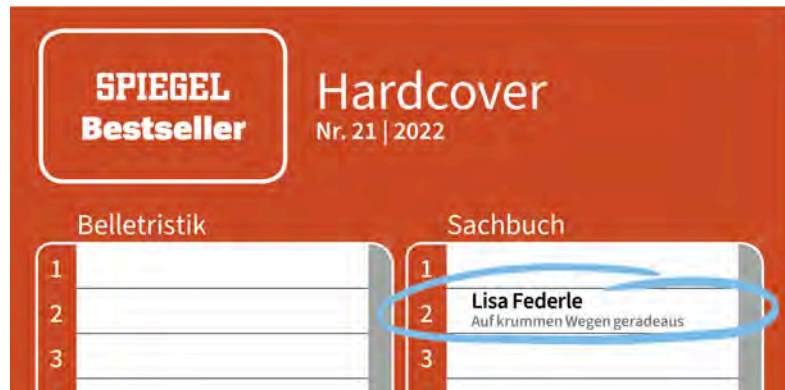 SPIEGEL
Bestseller
Hardcover
Nr. 21 | 2022
Belletristik
1
2
3
Sachbuch
1
2
Lisa Federle
Auf krummen Wegen geradeaus
3